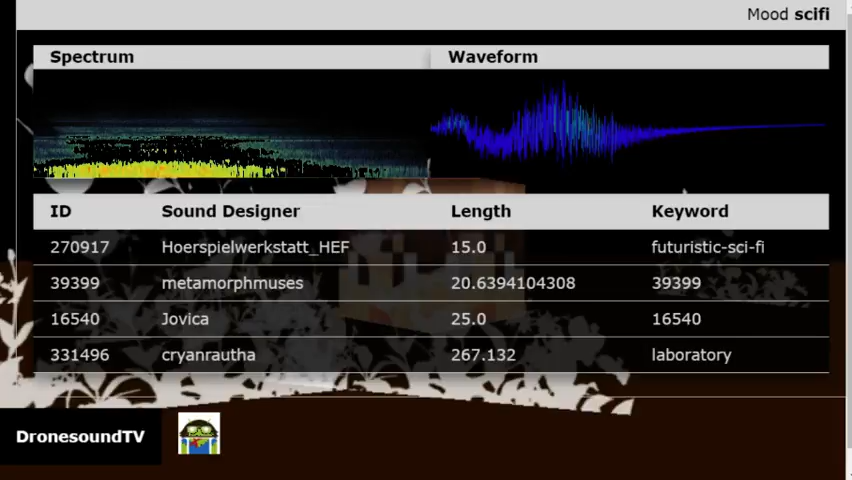 Mood scifi
Spectrum Waveform
ID Sound Designer Length Keyword
270917 Hoerspielwerkstatt_HEF 15.0 futuristic-sci-fi
39399 metamorphmuses 20.6394104308 39399
16540 Jovica 25.0 16540
331496 cryanrautha 267.132 laboratory
DronesoundTV